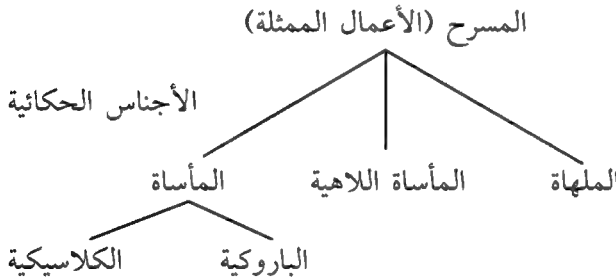 المسرح (الأعمال الممثلة)
الأجناس الحكائية
الملهاة المأساة اللاهية المأساة
الباروكية الكلاسيكية